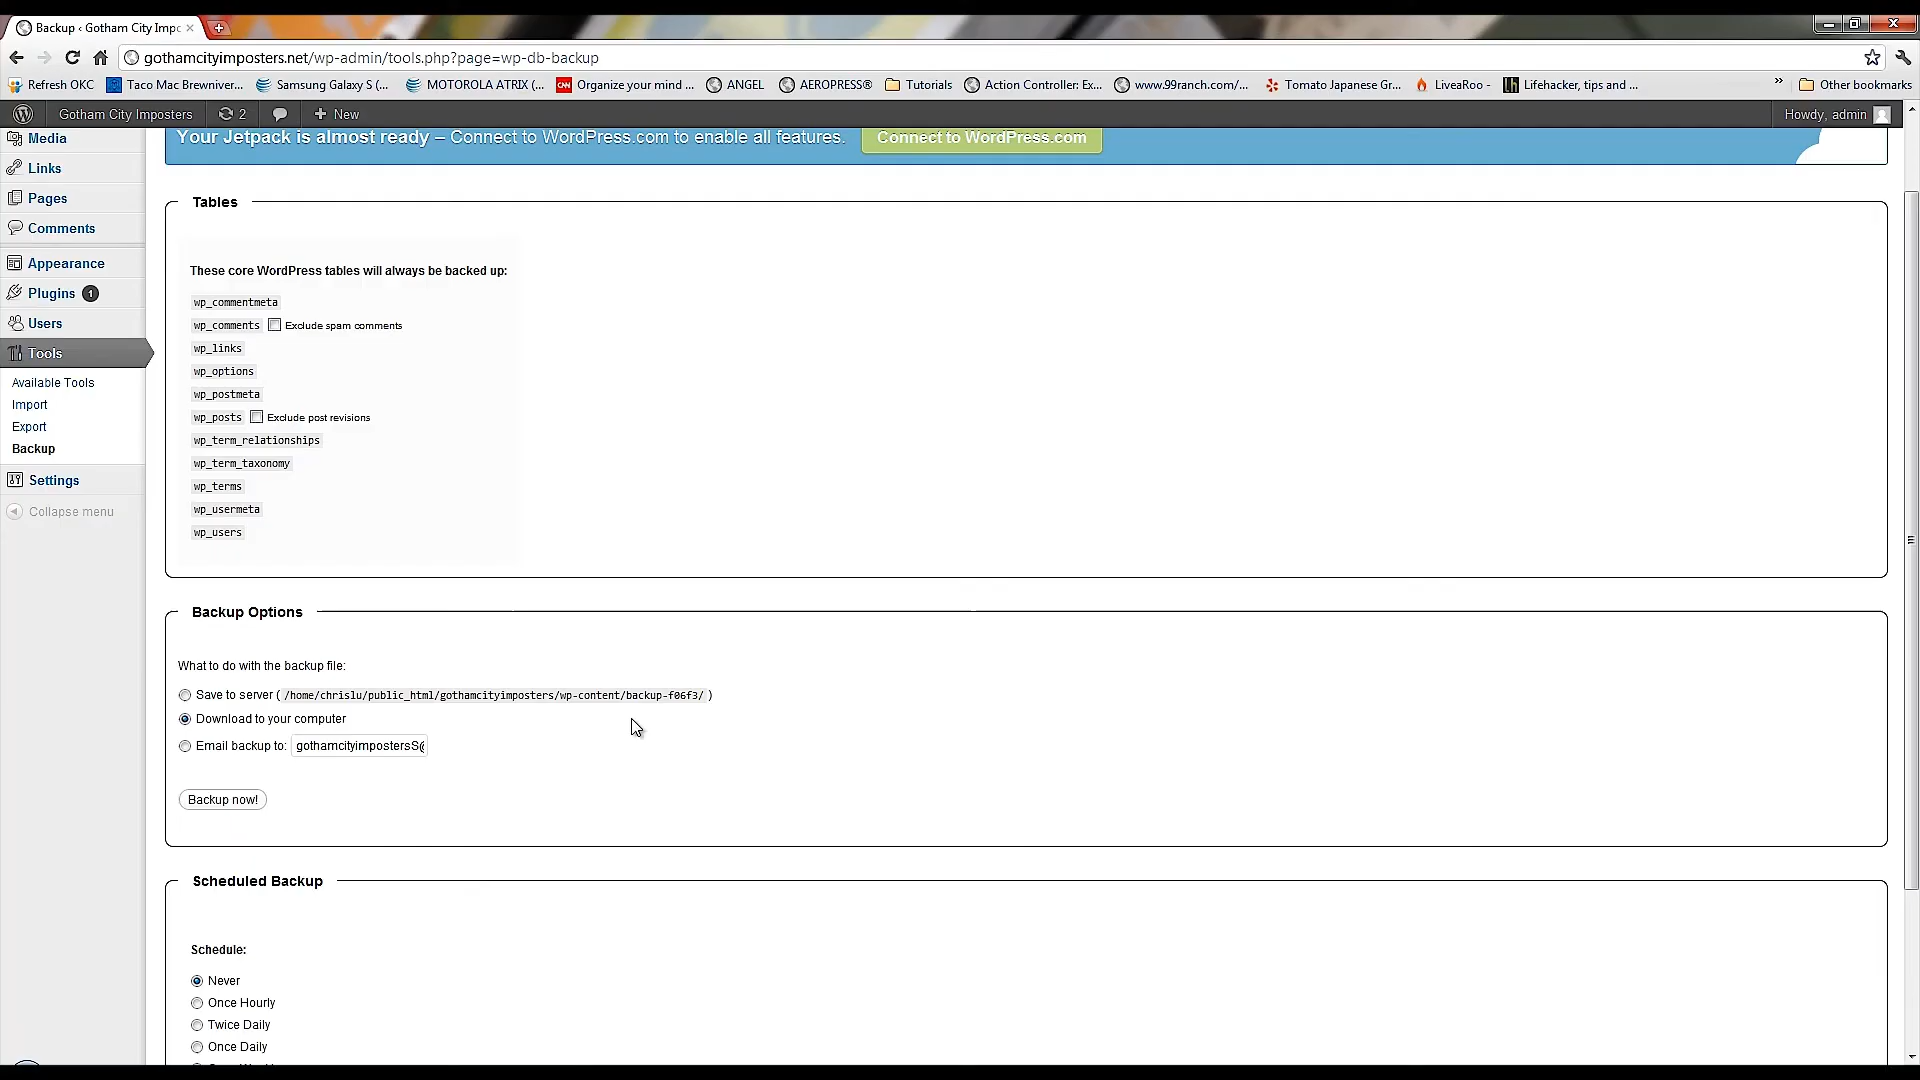 Backup ‹ Gotham City Impo
gothamcityimposters.net/wp-admin/tools.php?page=wp-db-backup
Refresh OKC Taco Mac Brewniver... Samsung Galaxy S (... MOTOROLA ATRIX (... CNN Organize your mind ... ANGEL AEROPRESS® Tutorials Action Controller: Ex... www.99ranch.com/... Tomato Japanese Gr... LiveaRoo - Lifehacker, tips and ... » Other bookmarks
Gotham City Imposters 2 New Howdy, admin
Your Jetpack is almost ready – Connect to WordPress.com to enable all features. Connect to WordPress.com
Media
Links
Pages
Comments
Appearance
Plugins 1
Users
Tools
Available Tools
Import
Export
Backup
Settings
Collapse menu
Tables
These core WordPress tables will always be backed up:
wp_commentmeta
wp_comments Exclude spam comments
wp_links
wp_options
wp_postmeta
wp_posts Exclude post revisions
wp_term_relationships
wp_term_taxonomy
wp_terms
wp_usermeta
wp_users
Backup Options
What to do with the backup file:
Save to server ( /home/chrislu/public_html/gothamcityimposters/wp-content/backup-f06f3/ )
Download to your computer
Email backup to: gothamcityimpostersS@
Backup now!
Scheduled Backup
Schedule:
Never
Once Hourly
Twice Daily
Once Daily